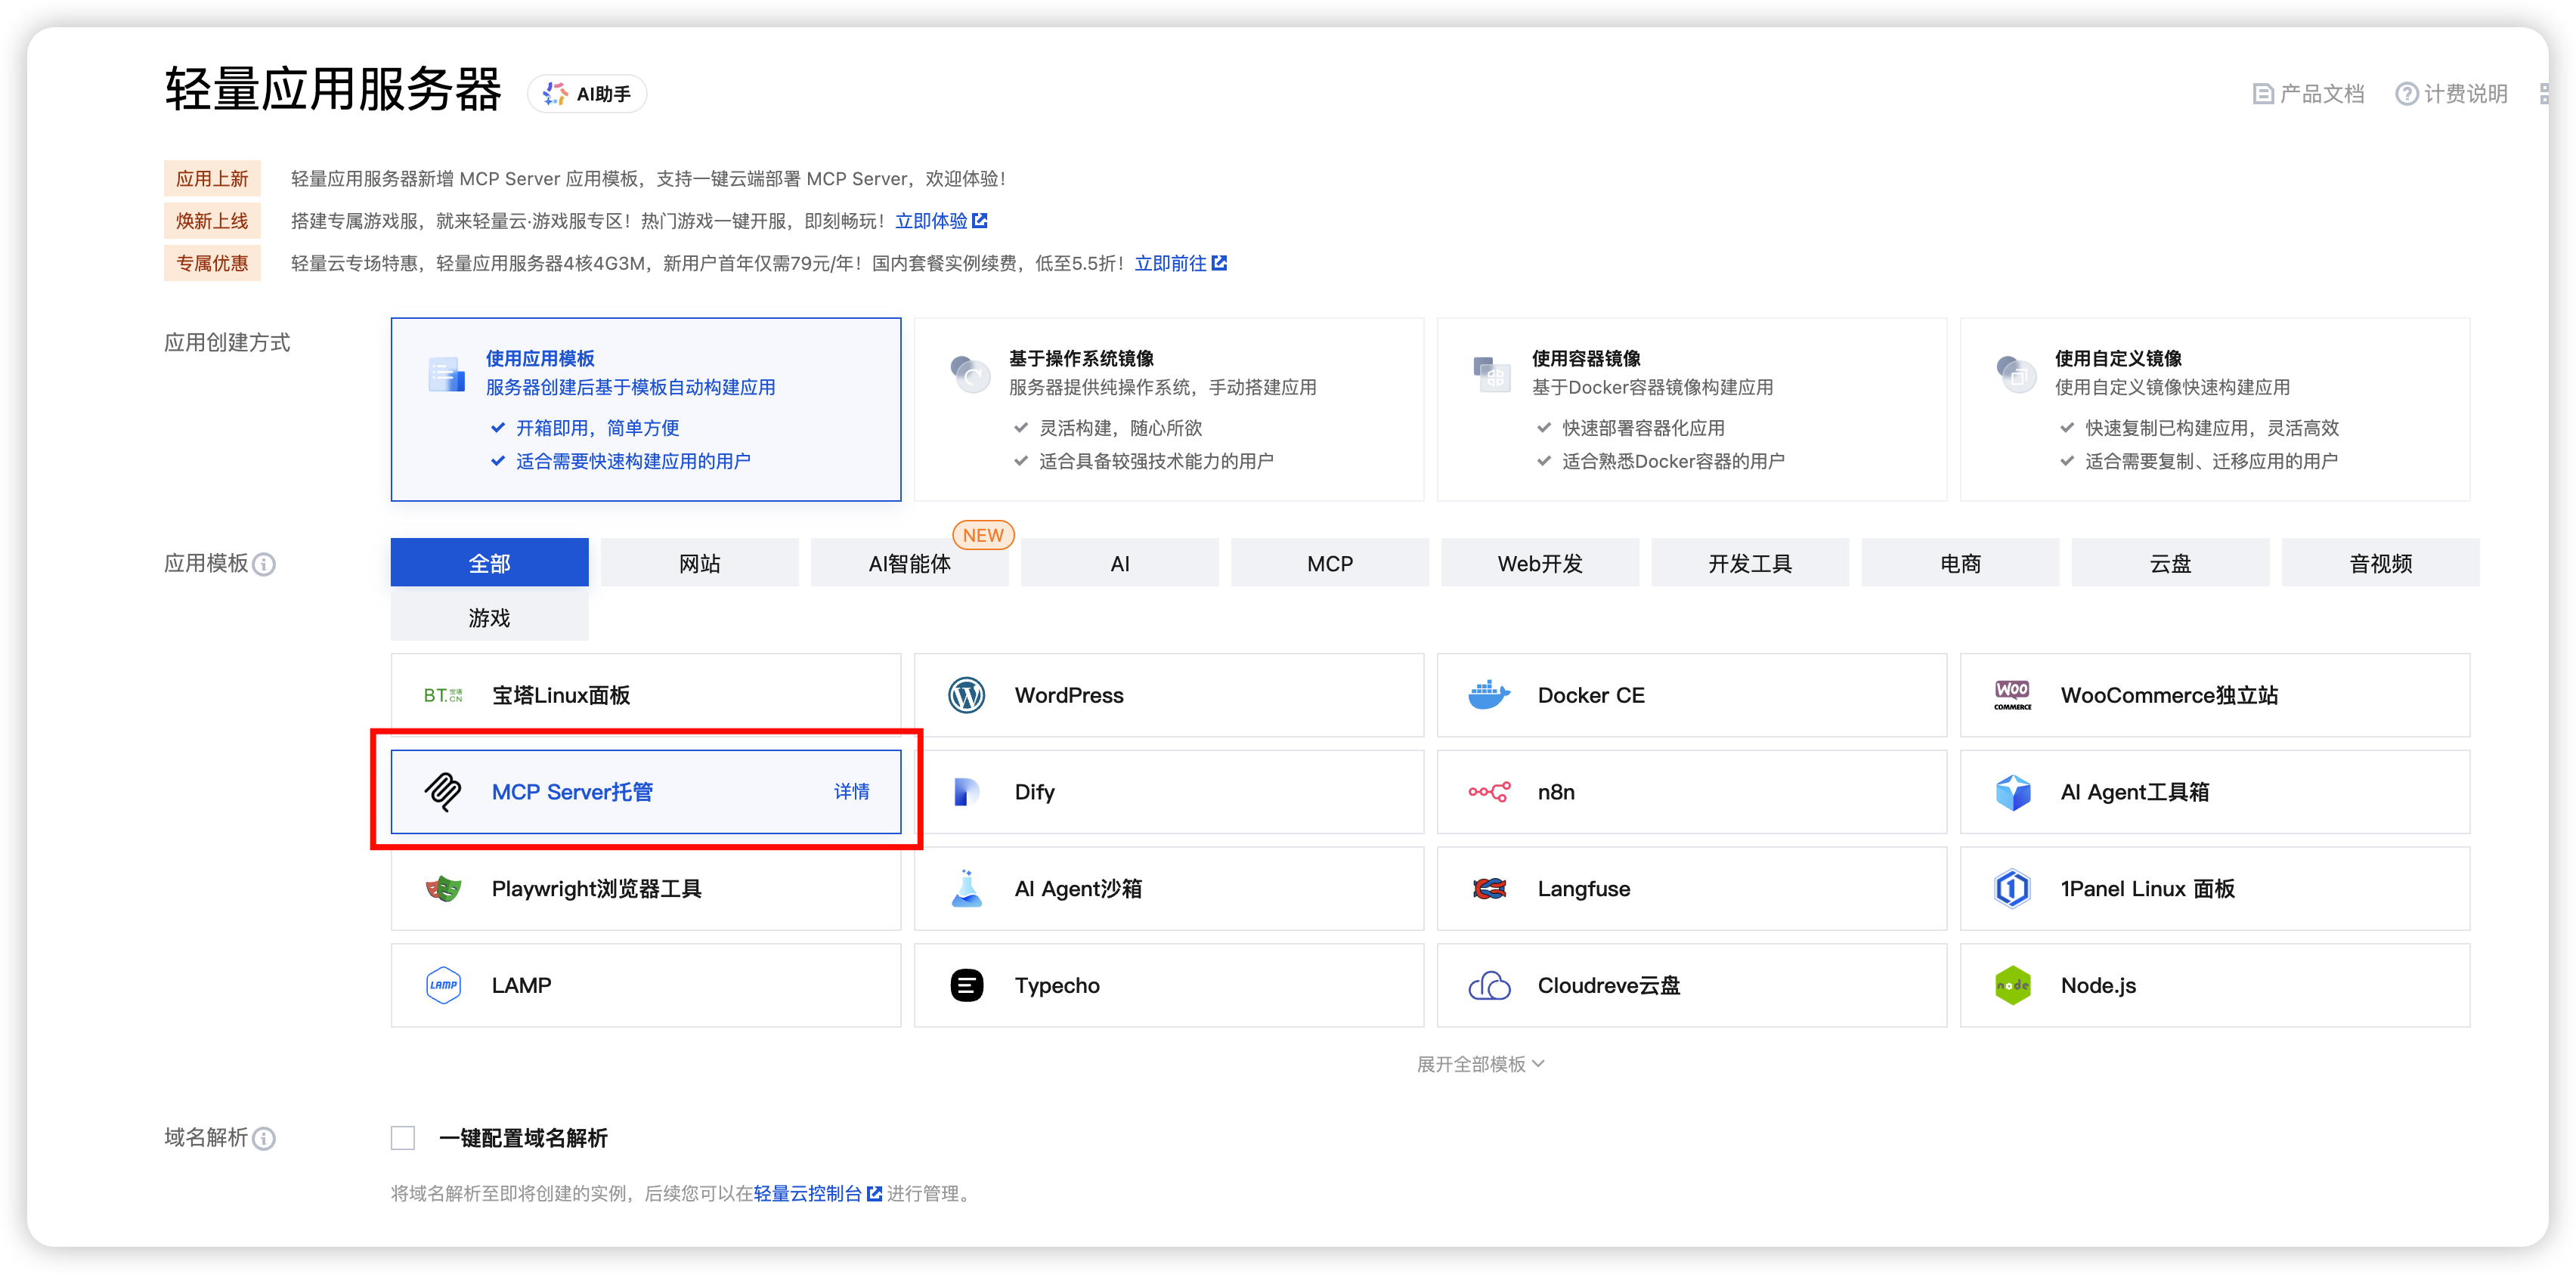 轻量应用服务器 AI助手 产品文档 计费说明
应用上新 轻量应用服务器新增 MCP Server 应用模板，支持一键云端部署 MCP Server，欢迎体验！
焕新上线 搭建专属游戏服，就来轻量云·游戏服专区！热门游戏一键开服，即刻畅玩！立即体验
专属优惠 轻量云专场特惠，轻量应用服务器4核4G3M，新用户首年仅需79元/年！国内套餐实例续费，低至5.5折！立即前往
应用创建方式
使用应用模板
服务器创建后基于模板自动构建应用
开箱即用，简单方便
适合需要快速构建应用的用户
基于操作系统镜像
服务器提供纯操作系统，手动搭建应用
灵活构建，随心所欲
适合具备较强技术能力的用户
使用容器镜像
基于Docker容器镜像构建应用
快速部署容器化应用
适合熟悉Docker容器的用户
使用自定义镜像
使用自定义镜像快速构建应用
快速复制已构建应用，灵活高效
适合需要复制、迁移应用的用户
NEW
应用模板 全部 网站 AI智能体 AI MCP Web开发 开发工具 电商 云盘 音视频
游戏
BT.CN 宝塔 宝塔Linux面板 WordPress Docker CE WOO COMMERCE WooCommerce独立站
MCP Server托管 详情 Dify n8n AI Agent工具箱
Playwright浏览器工具 AI Agent沙箱 Langfuse 1Panel Linux 面板
LAMP LAMP Typecho Cloudreve云盘 node Node.js
展开全部模板
域名解析 一键配置域名解析
将域名解析至即将创建的实例，后续您可以在轻量云控制台 进行管理。